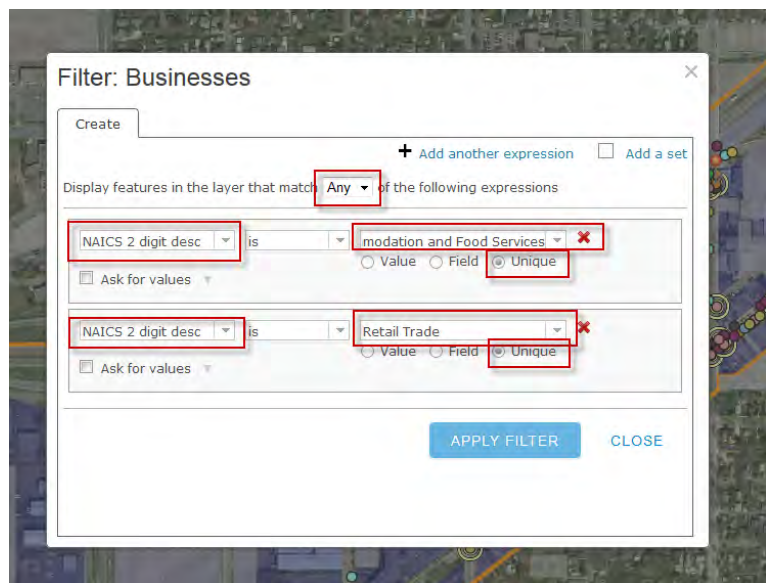 Filter: Businesses
Create
Add another expression Add a set
Display features in the layer that match Any of the following expressions
NAICS 2 digit desc is modation and Food Services
Value Field Unique
Ask for values
NAICS 2 digit desc is Retail Trade
Value Field Unique
Ask for values
APPLY FILTER CLOSE